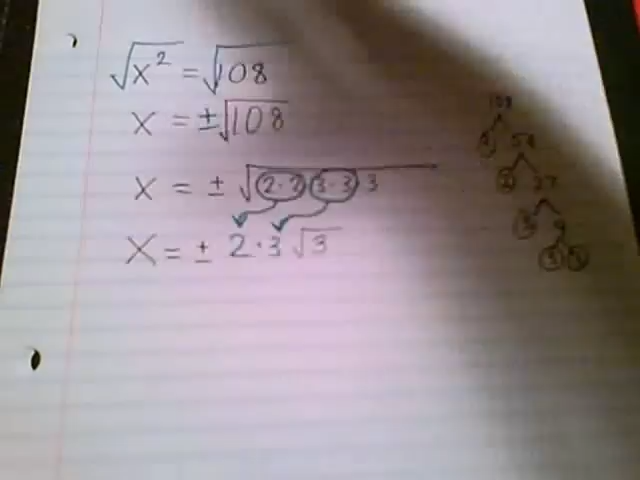 √x² = √108
x = ±√108
x = ± √2·2 3·3 3
x = ± 2·3 √3
108
2 54
2 27
3 9
3 3